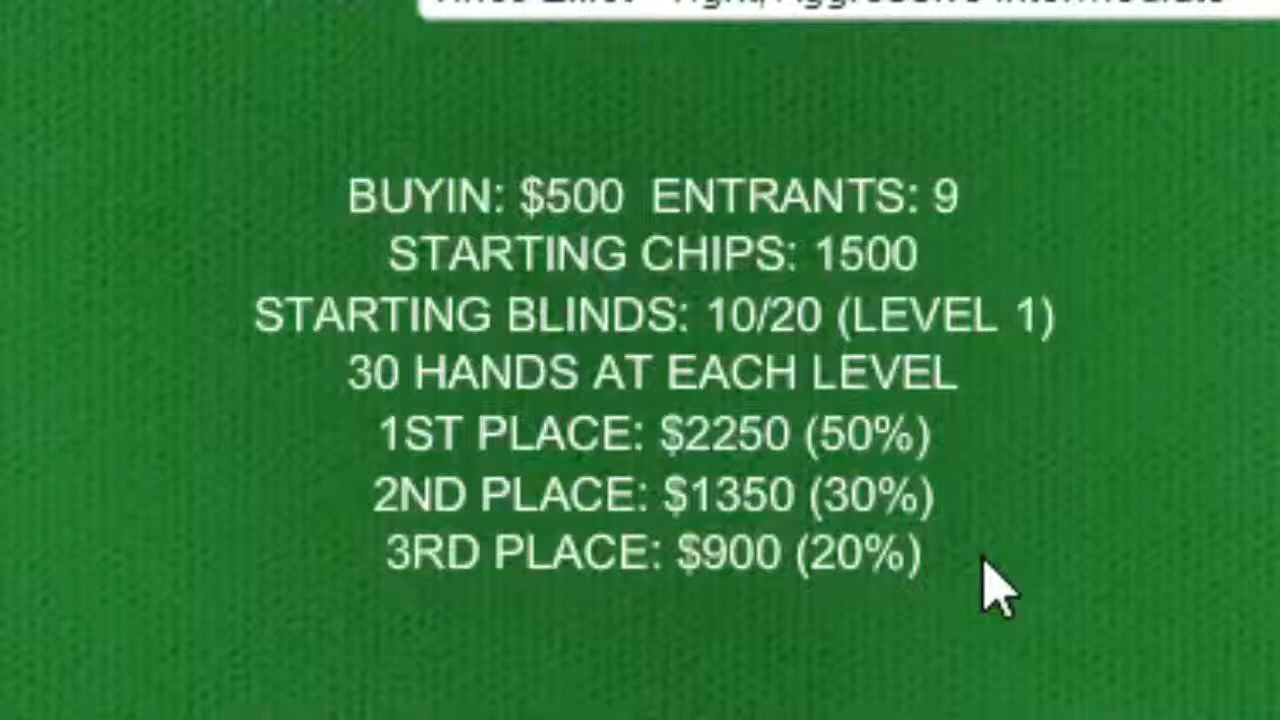 BUYIN: $500 ENTRANTS: 9
STARTING CHIPS: 1500
STARTING BLINDS: 10/20 (LEVEL 1)
30 HANDS AT EACH LEVEL
1ST PLACE: $2250 (50%)
2ND PLACE: $1350 (30%)
3RD PLACE: $900 (20%)